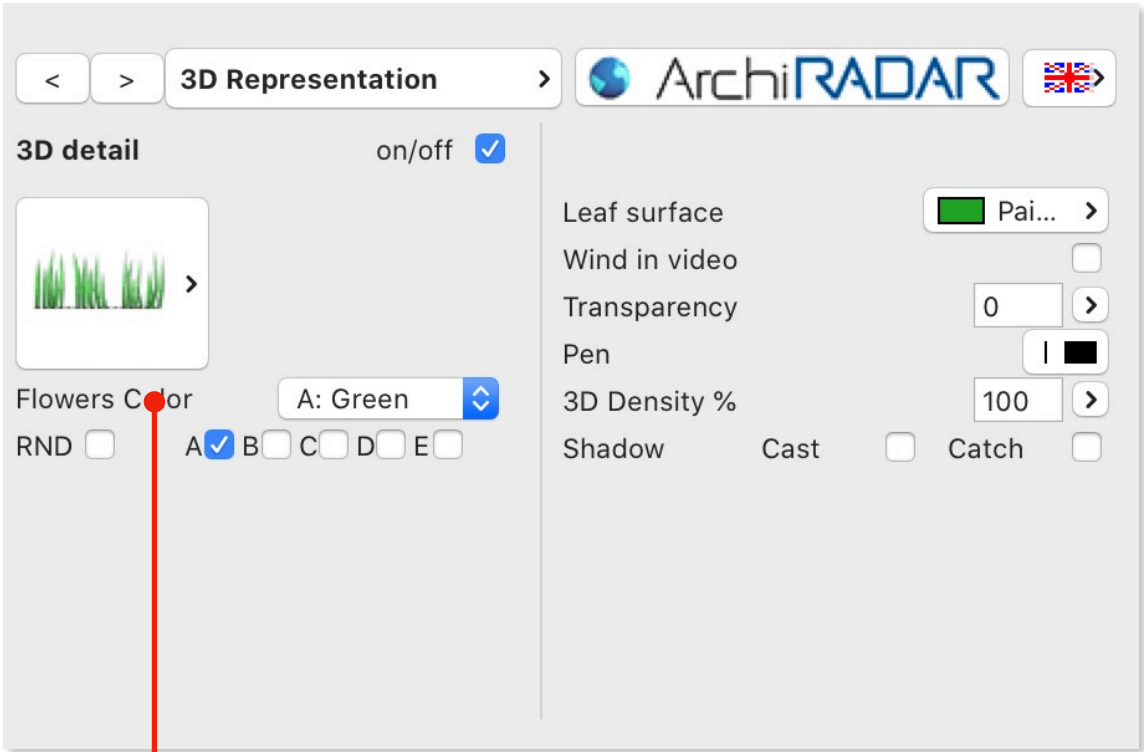 < > 3D Representation > ArchiRADAR >
3D detail on/off
>
Flowers Color A: Green
RND A B C D E
Leaf surface Pai... >
Wind in video
Transparency 0 >
Pen
3D Density % 100 >
Shadow Cast Catch